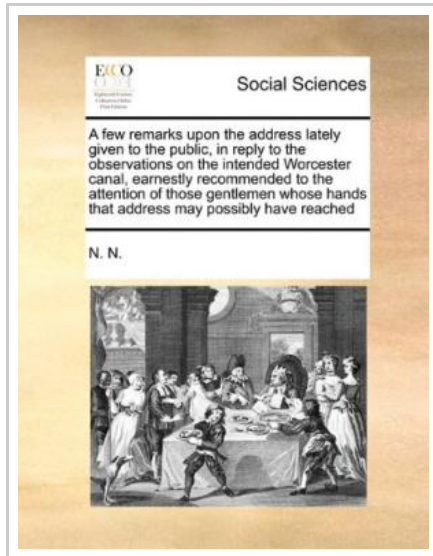 ECCO
Social Sciences
A few remarks upon the address lately
given to the public, in reply to the
observations on the intended Worcester
canal, earnestly recommended to the
attention of those gentlemen whose hands
that address may possibly have reached
N. N.